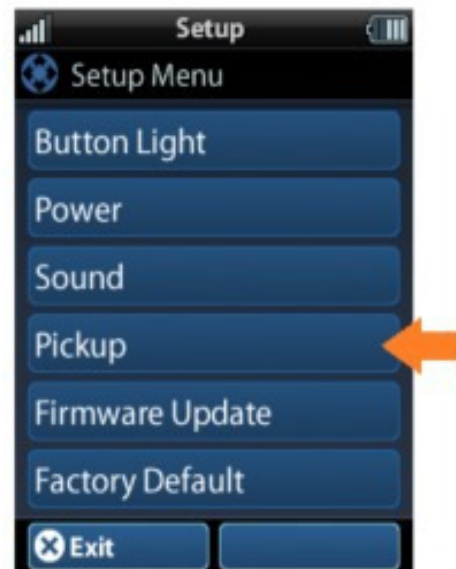 Setup
Setup Menu
Button Light
Power
Sound
Pickup
Firmware Update
Factory Default
Exit